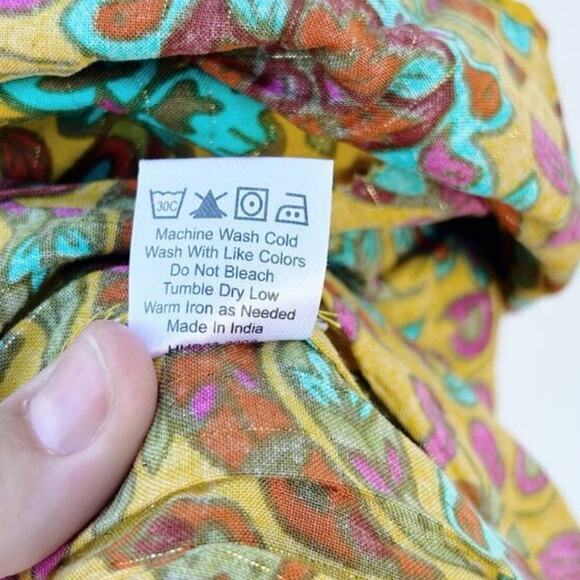 30C
Machine Wash Cold
Wash With Like Colors
Do Not Bleach
Tumble Dry Low
Warm Iron as Needed
Made In India